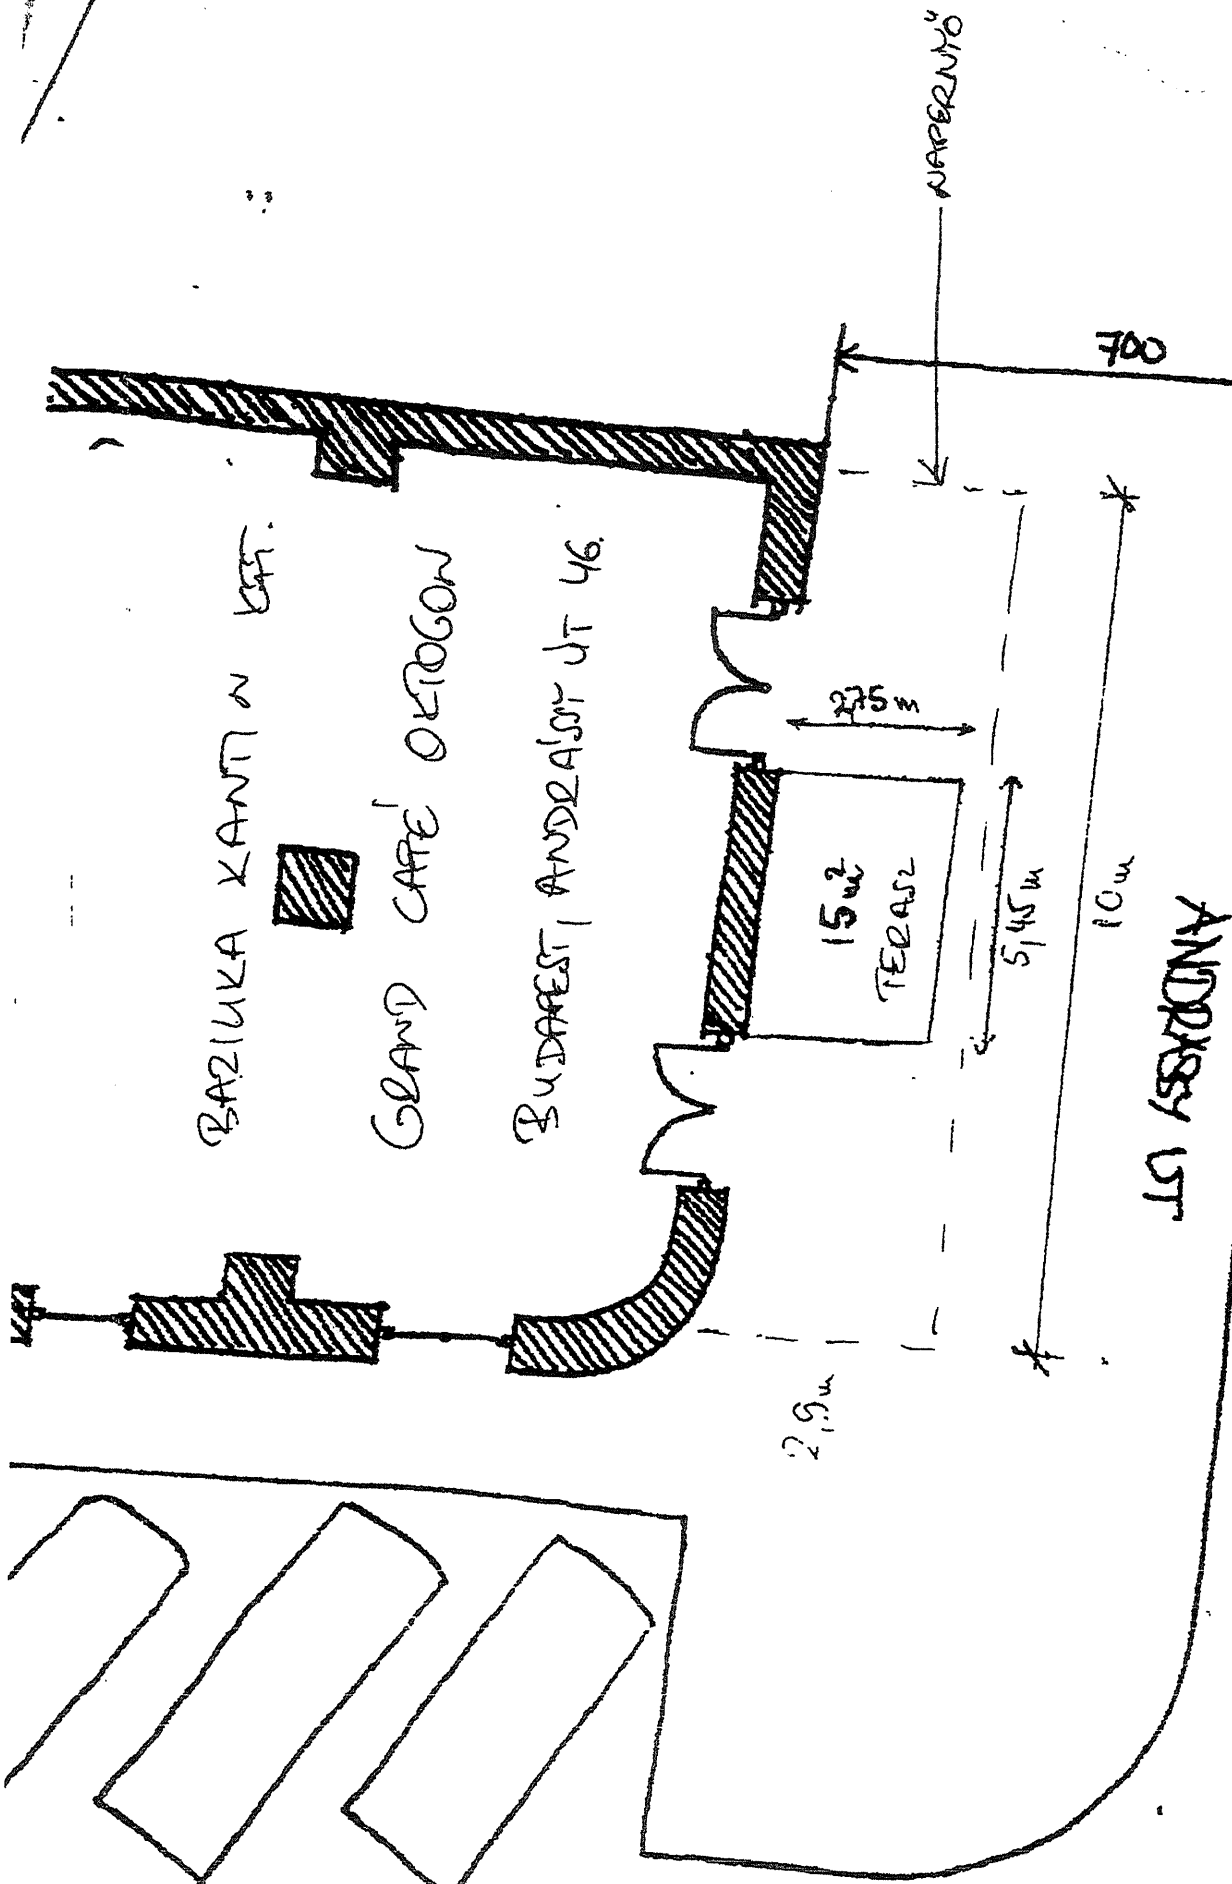 BAZILIKA KANTIN KFT.
GRAND CAFÉ OKTOGON
BUDAPEST, ANDRÁSSY ÚT 46.
NAPERNYŐ
700
2,75 m
15 m²
TERASZ
5,45 m
10 m
2,9 m
ANDRÁSSY ÚT